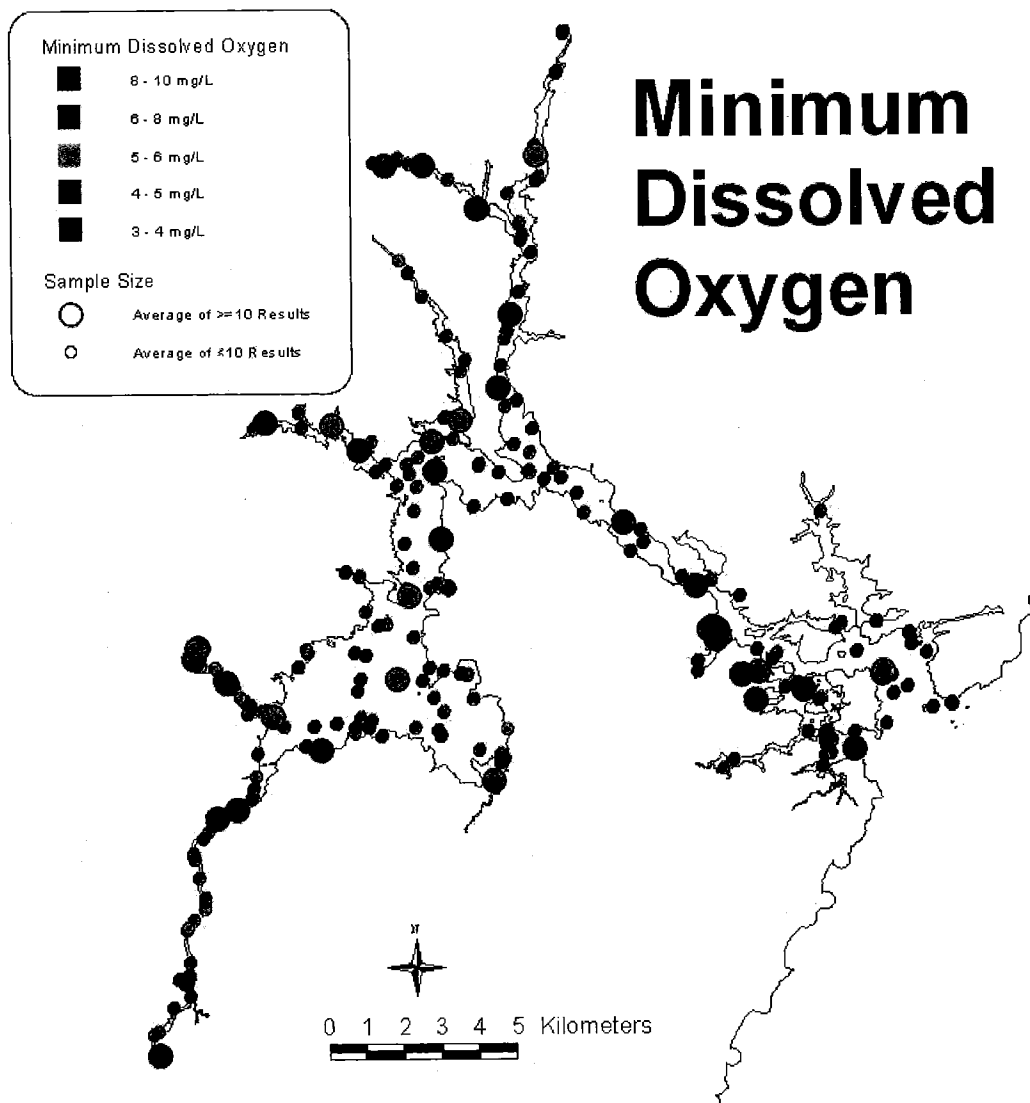 Minimum Dissolved Oxygen
8 - 10 mg/L
6 - 8 mg/L
5 - 6 mg/L
4 - 5 mg/L
3 - 4 mg/L
Sample Size
Average of >=10 Results
Average of ≤10 Results
Minimum
Dissolved
Oxygen
N
0 1 2 3 4 5 Kilometers